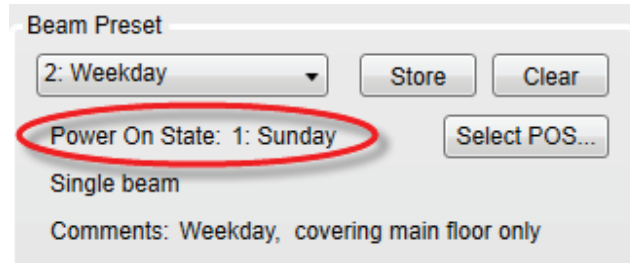 Beam Preset
2: Weekday Store Clear
Power On State: 1: Sunday Select POS...
Single beam
Comments: Weekday, covering main floor only